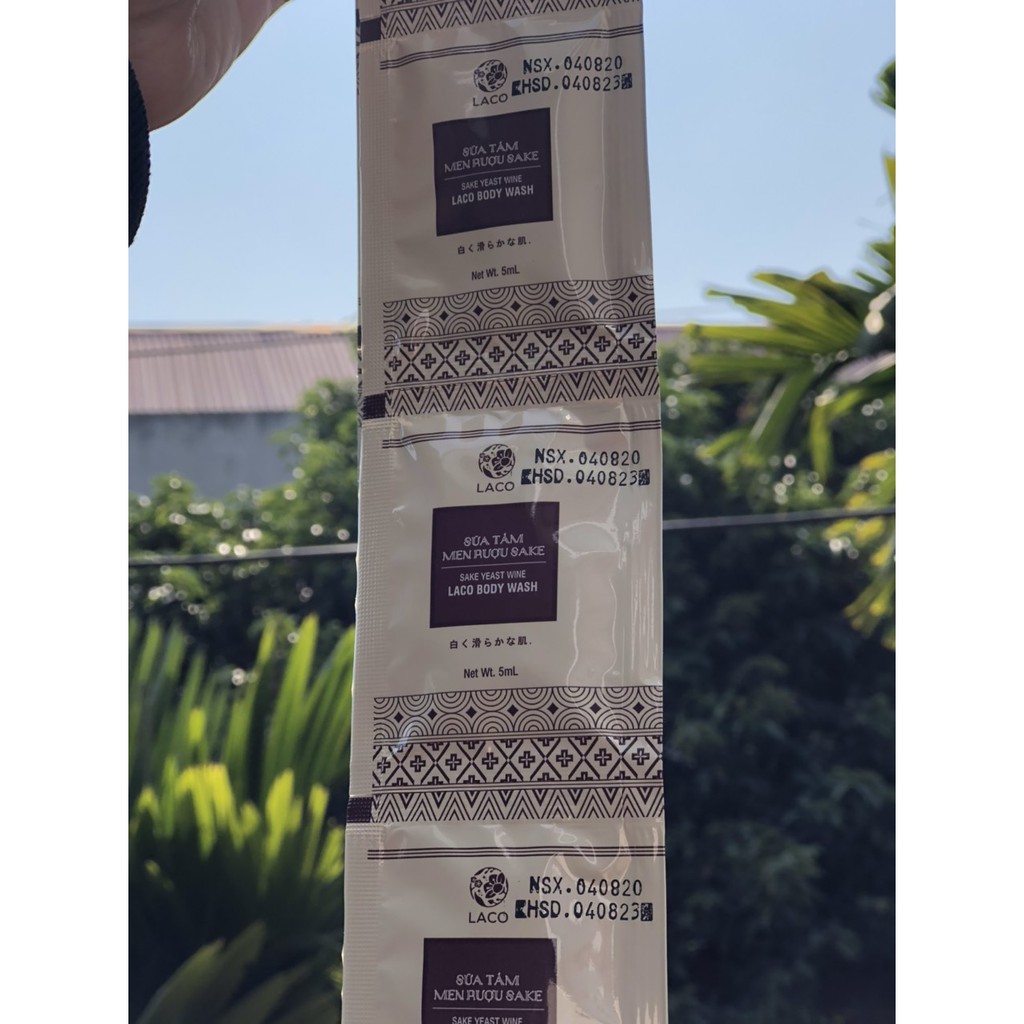 NSX.040820
HSD.040823
LACO
SỮA TẮM
MEN RƯỢU SAKE
SAKE YEAST WINE
LACO BODY WASH
白く滑らかな肌.
Net Wt. 5mL
NSX.040820
HSD.040823
LACO
SỮA TẮM
MEN RƯỢU SAKE
SAKE YEAST WINE
LACO BODY WASH
白く滑らかな肌.
Net Wt. 5mL
NSX.040820
HSD.040823
LACO
SỮA TẮM
MEN RƯỢU SAKE
SAKE YEAST WINE